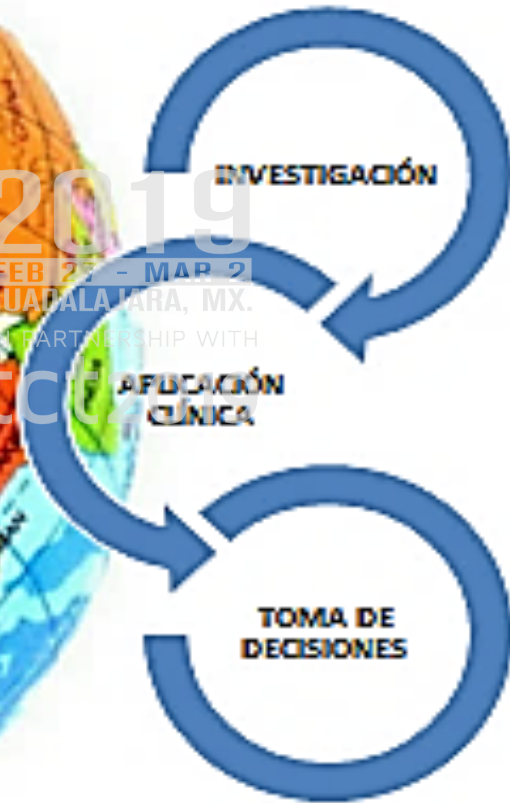 INVESTIGACIÓN
2019
FEB 27 - MAR 2
GUADALAJARA, MX.
PARTNERSHIP WITH
APLICACIÓN
CLÍNICA
TOMA DE
DECISIONES